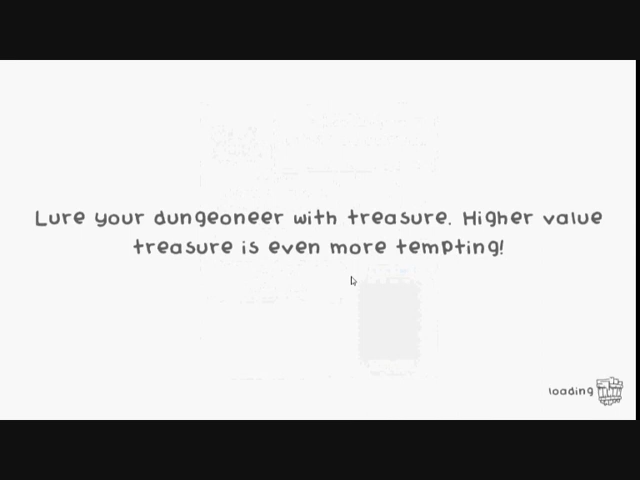 Lure your dungeoneer with treasure. Higher value
treasure is even more tempting!
loading